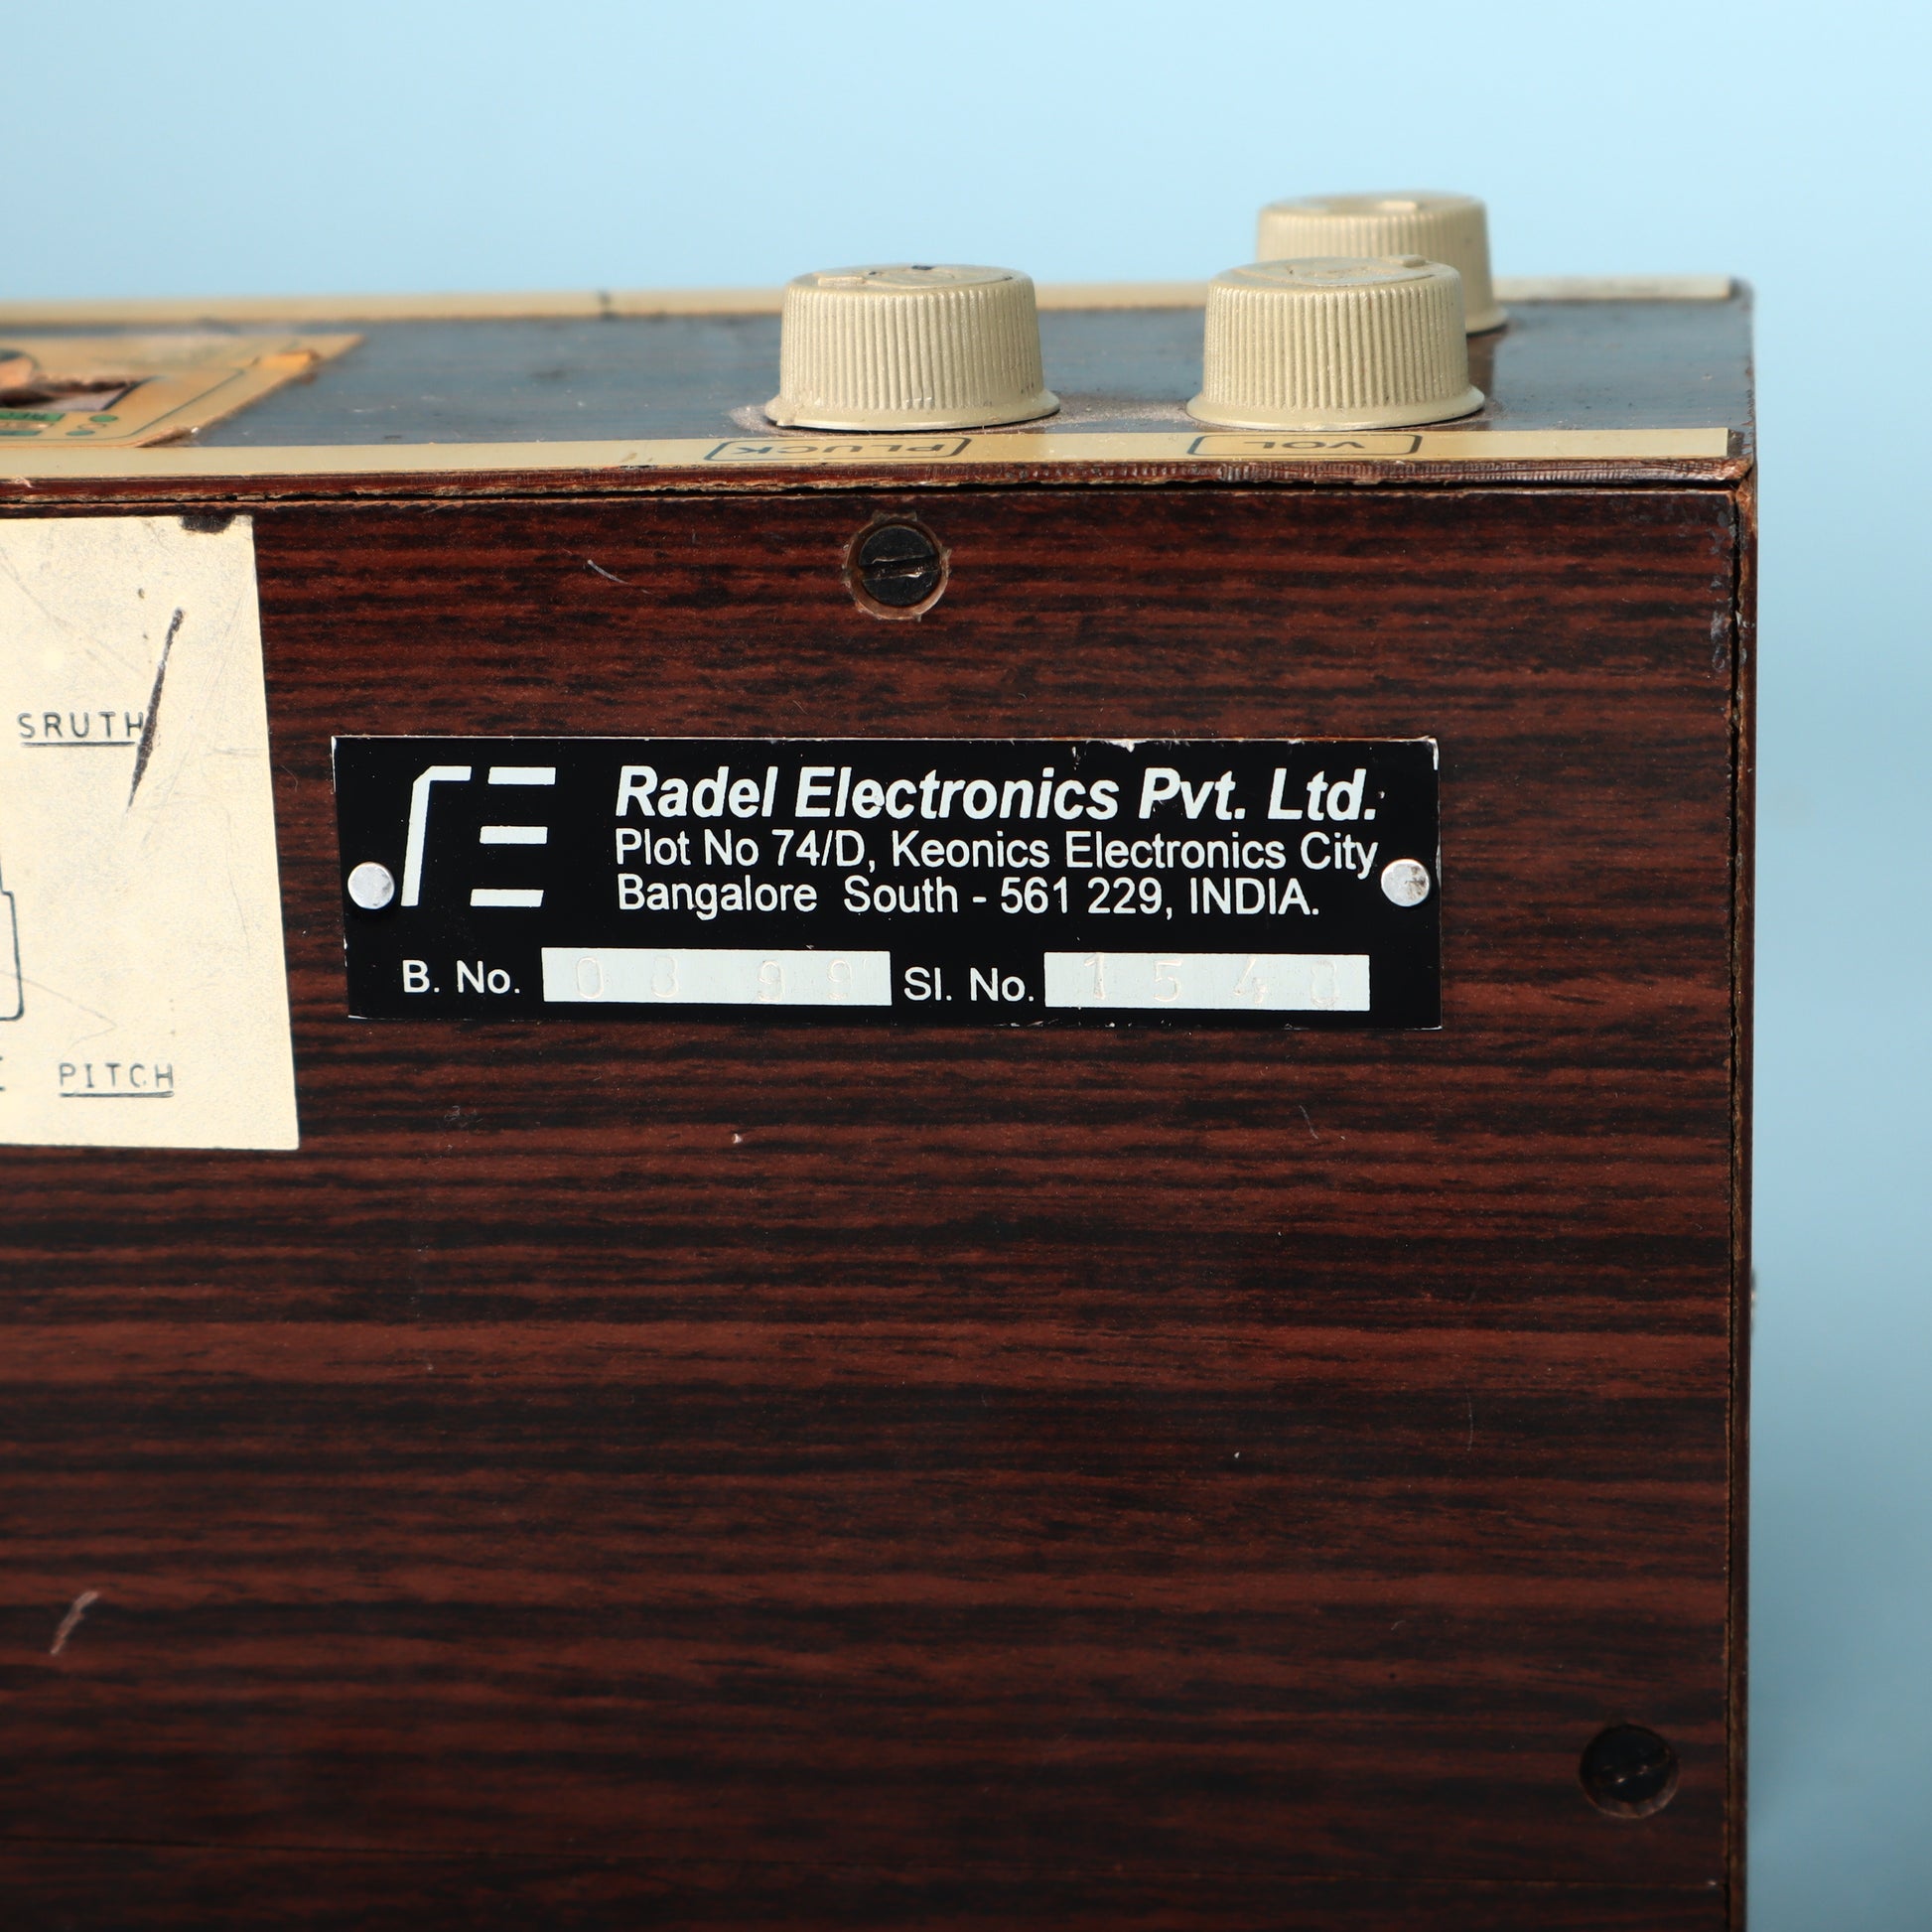 PLUCK VOL
SRUTH
Radel Electronics Pvt. Ltd.
Plot No 74/D, Keonics Electronics City
Bangalore South - 561 229, INDIA.
B. No. 08 99 Sl. No. 1540
PITCH